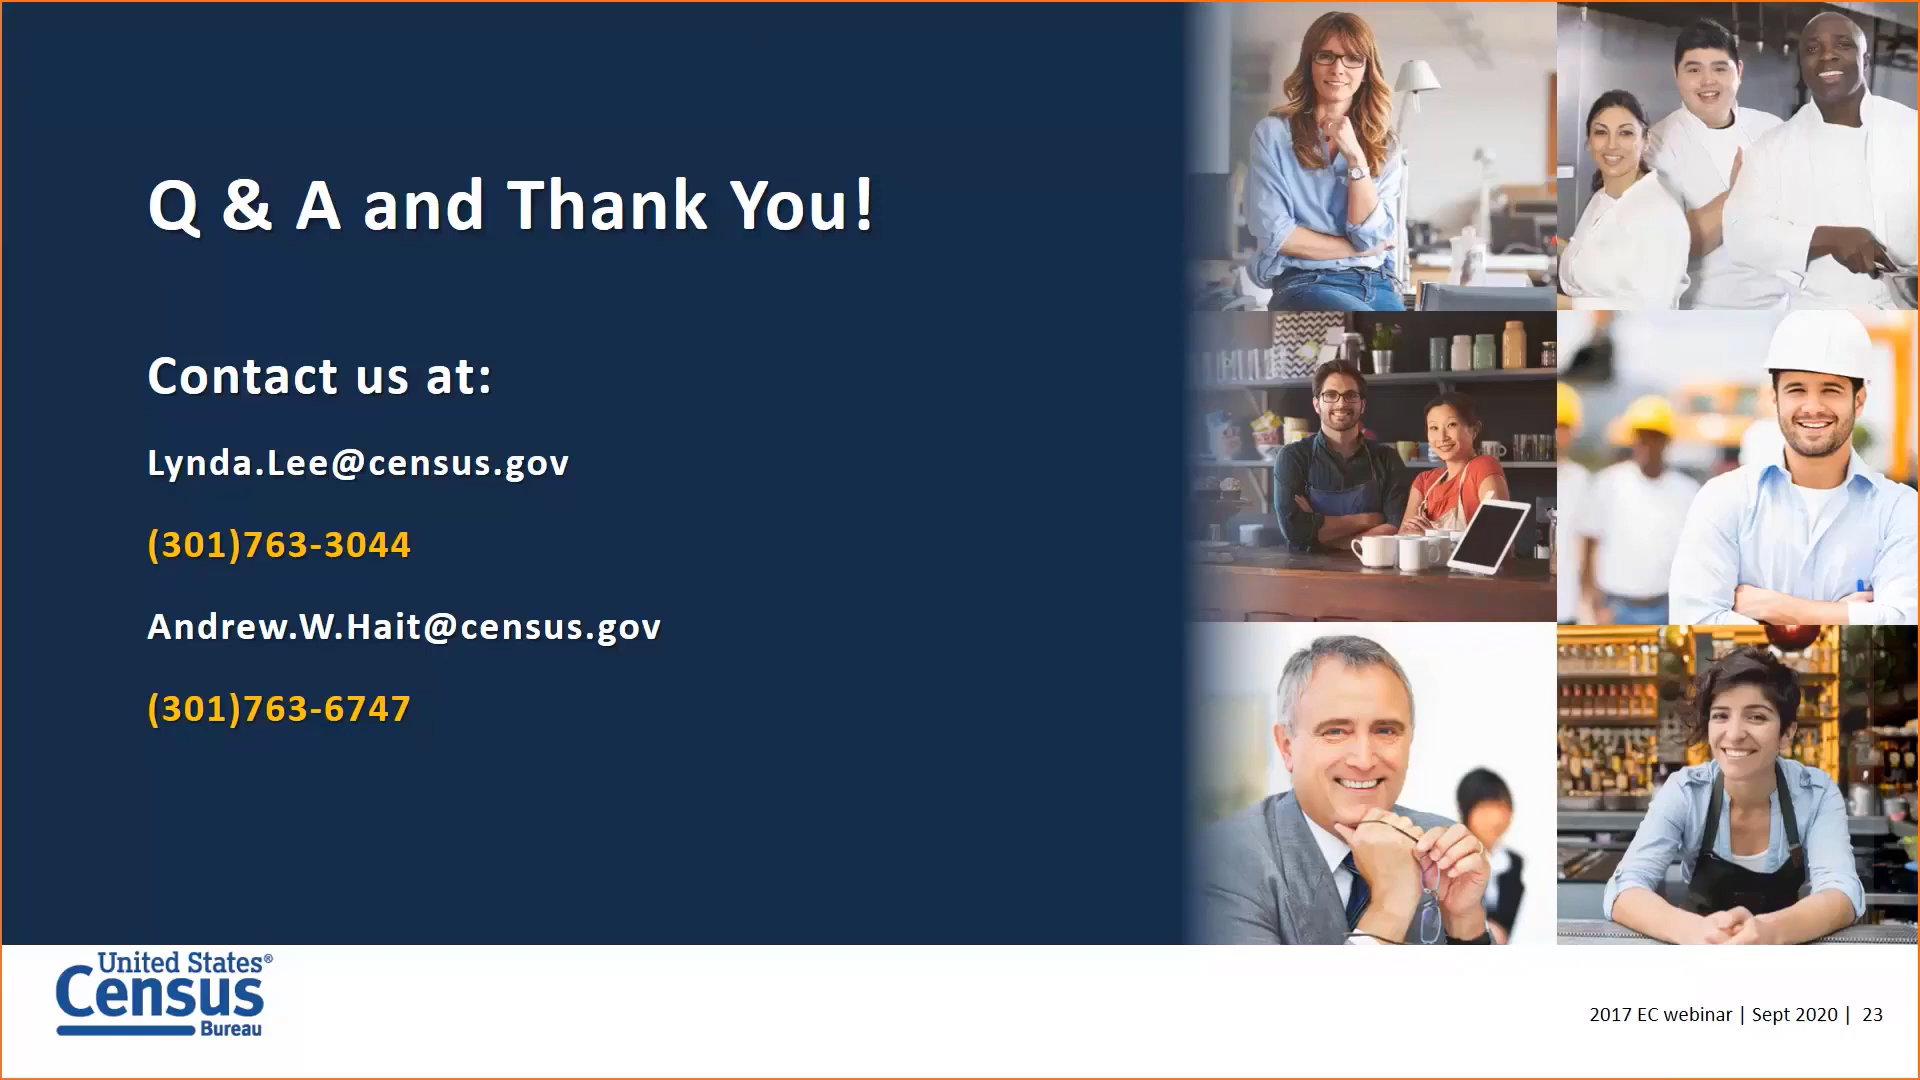 Q & A and Thank You!
Contact us at:
Lynda.Lee@census.gov
(301)763-3044
Andrew.W.Hait@census.gov
(301)763-6747
United States®
Census
Bureau
2017 EC webinar | Sept 2020 | 23